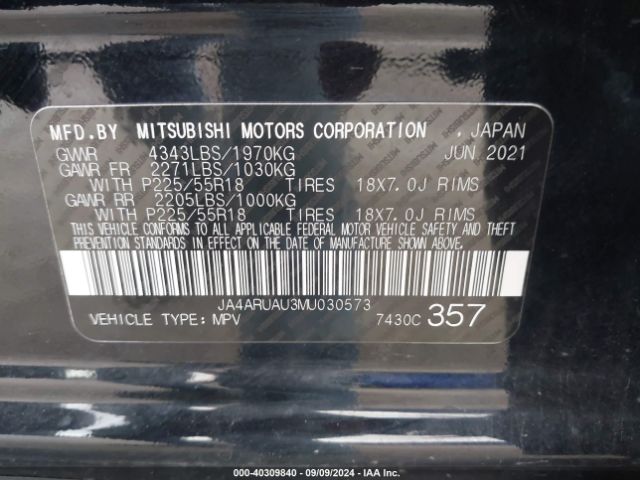 MFD.BY MITSUBISHI MOTORS CORPORATION . JAPAN
GVWR 4343LBS/1970KG JUN.2021
GAWR FR 2271LBS/1030KG
WITH P225/55R18 TIRES 18X7.0J RIMS
GAWR RR 2205LBS/1000KG
WITH P225/55R18 TIRES 18X7.0J RIMS
THIS VEHICLE CONFORMS TO ALL APPLICABLE FEDERAL MOTOR VEHICLE SAFETY AND THEFT
PREVENTION STANDARDS IN EFFECT ON THE DATE OF MANUFACTURE SHOWN ABOVE.
JA4ARUAU3MU030573
VEHICLE TYPE: MPV 7430C 357
000-40309840 - 09/09/2024 - IAA Inc.